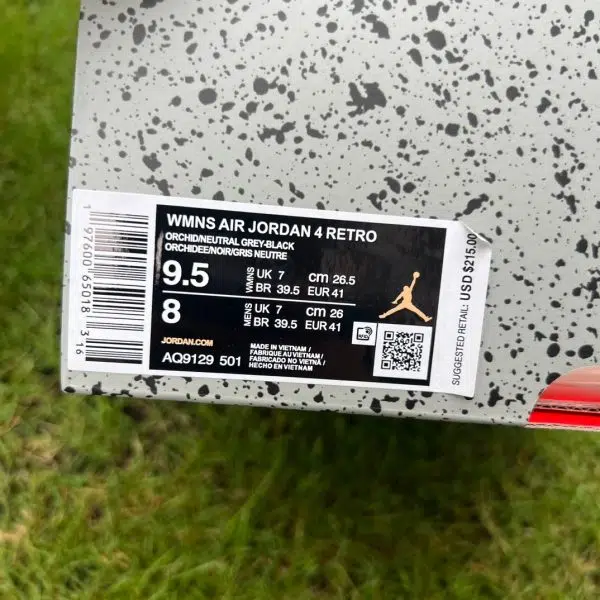 WMNS AIR JORDAN 4 RETRO
ORCHID/NEUTRAL GREY-BLACK
ORCHIDEE/NOIR/GRIS NEUTRE
9.5 WMNS UK 7 cm 26.5
BR 39.5 EUR 41
8 MENS UK 7 cm 26
BR 39.5 EUR 41
JORDAN.COM
AQ9129 501
MADE IN VIETNAM /
FABRIQUE AU VIETNAM /
FABRICADO NO VIETNÃ /
HECHO EN VIETNAM
1 97600 65018 31 6
SUGGESTED RETAIL: USD $215.00